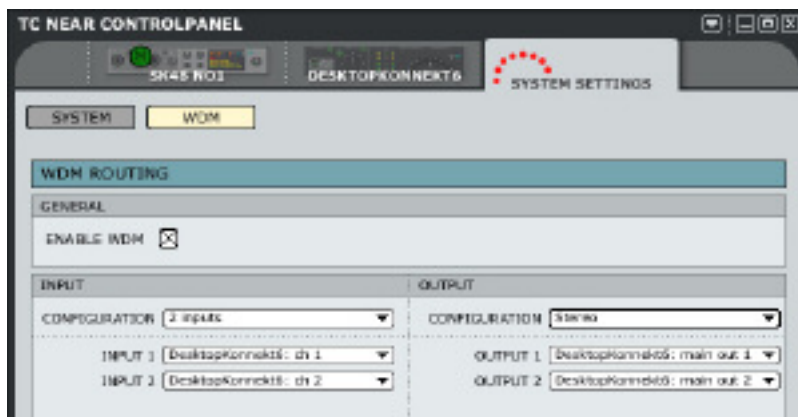 TC NEAR CONTROLPANEL
SK48 NO1
DESKTOPKONNEKT6
SYSTEM SETTINGS
SYSTEM
WDM
WDM ROUTING
GENERAL
ENABLE WDM
INPUT
CONFIGURATION 2 inputs
INPUT 1 DesktopKonnekt6: ch 1
INPUT 2 DesktopKonnekt6: ch 2
OUTPUT
CONFIGURATION Stereo
OUTPUT 1 DesktopKonnekt6: main out 1
OUTPUT 2 DesktopKonnekt6: main out 2